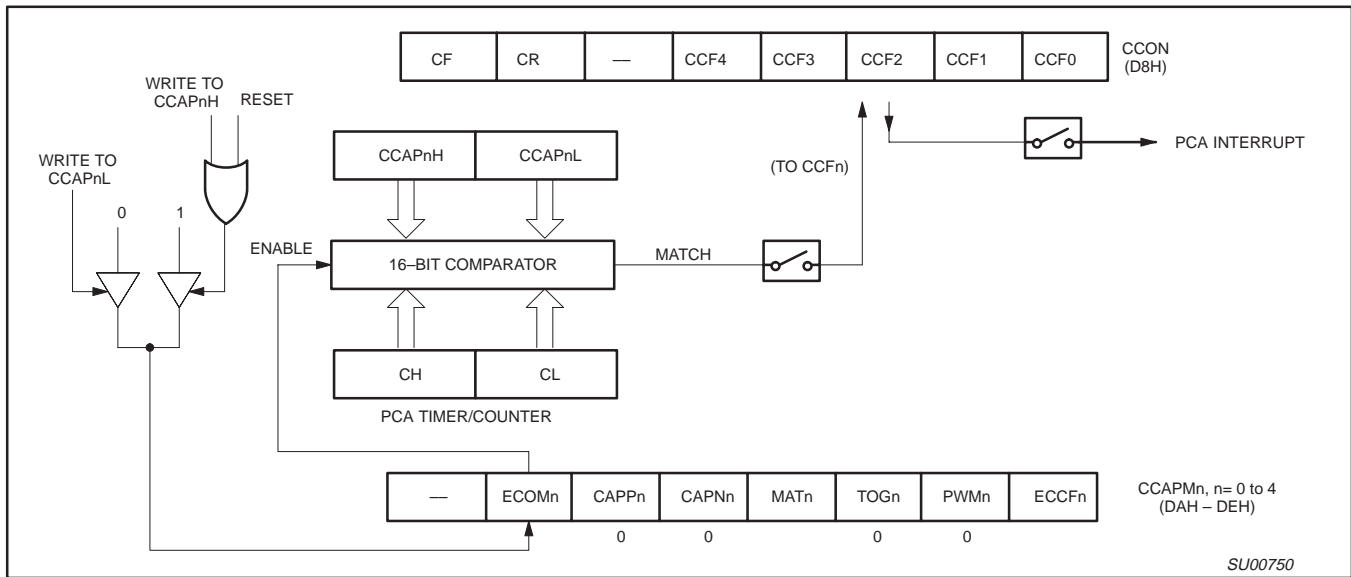 CF CR — CCF4 CCF3 CCF2 CCF1 CCF0
CCON
(D8H)
WRITE TO
CCAPnH RESET
CCAPnH CCAPnL
PCA INTERRUPT
WRITE TO
CCAPnL
(TO CCFn)
0 1
ENABLE
16–BIT COMPARATOR
MATCH
CH CL
PCA TIMER/COUNTER
— ECOMn CAPPn CAPNn MATn TOGn PWMn ECCFn
CCAPMn, n= 0 to 4
(DAH – DEH)
0 0 0 0
SU00750